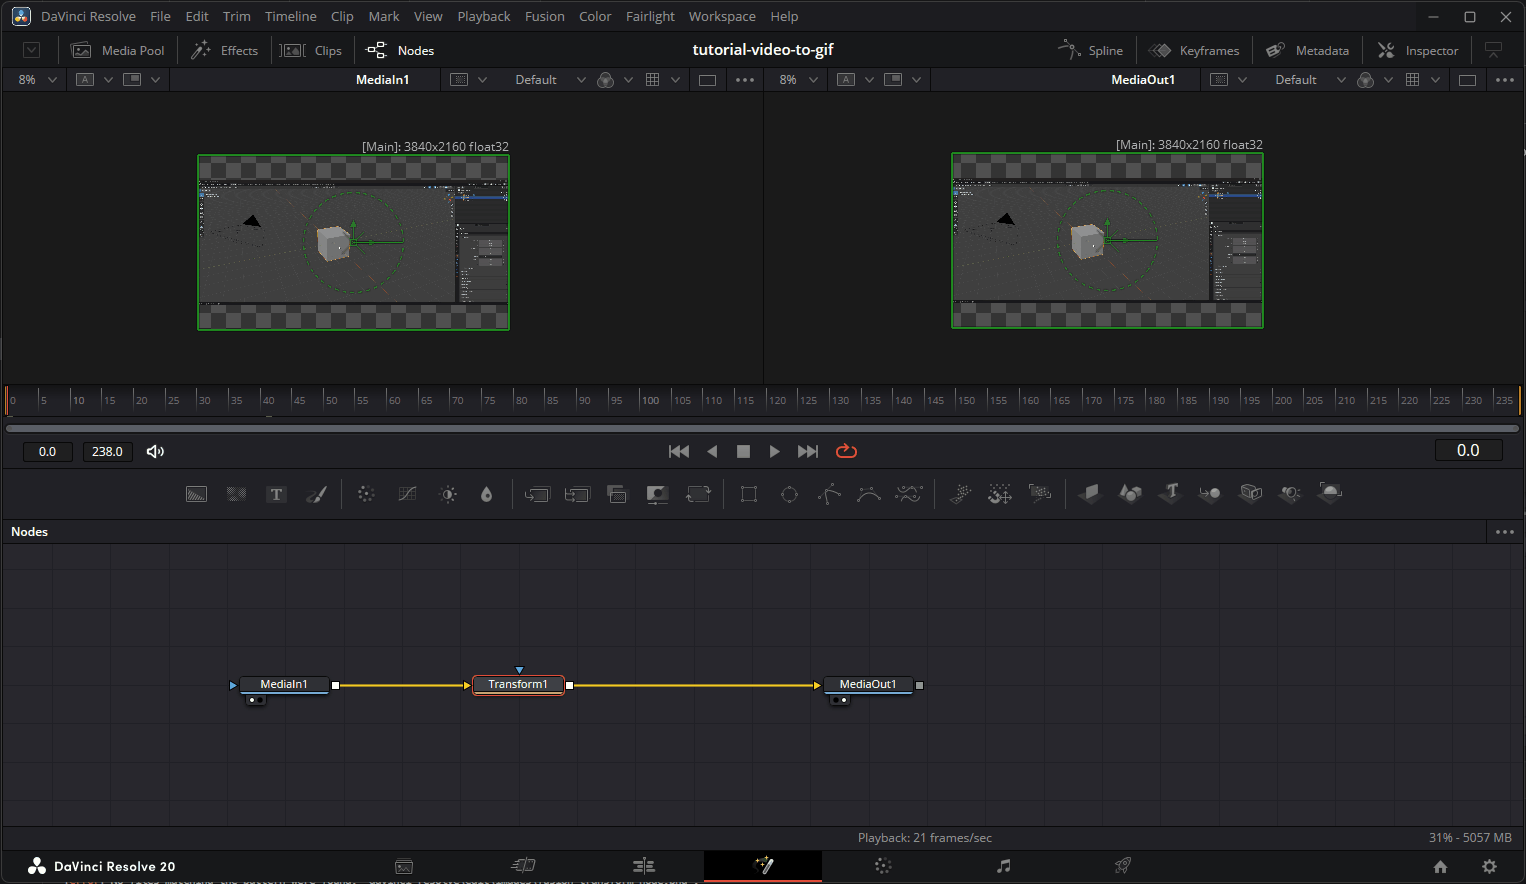 DaVinci Resolve File Edit Trim Timeline Clip Mark View Playback Fusion Color Fairlight Workspace Help
Media Pool Effects Clips Nodes tutorial-video-to-gif Spline Keyframes Metadata Inspector
8% A MediaIn1 Default 8% A MediaOut1 Default
[Main]: 3840x2160 float32 [Main]: 3840x2160 float32
0 5 10 15 20 25 30 35 40 45 50 55 60 65 70 75 80 85 90 95 100 105 110 115 120 125 130 135 140 145 150 155 160 165 170 175 180 185 190 195 200 205 210 215 220 225 230 235
0.0 238.0 0.0
T T
Nodes
MediaIn1 Transform1 MediaOut1
Playback: 21 frames/sec 31% - 5057 MB
DaVinci Resolve 20